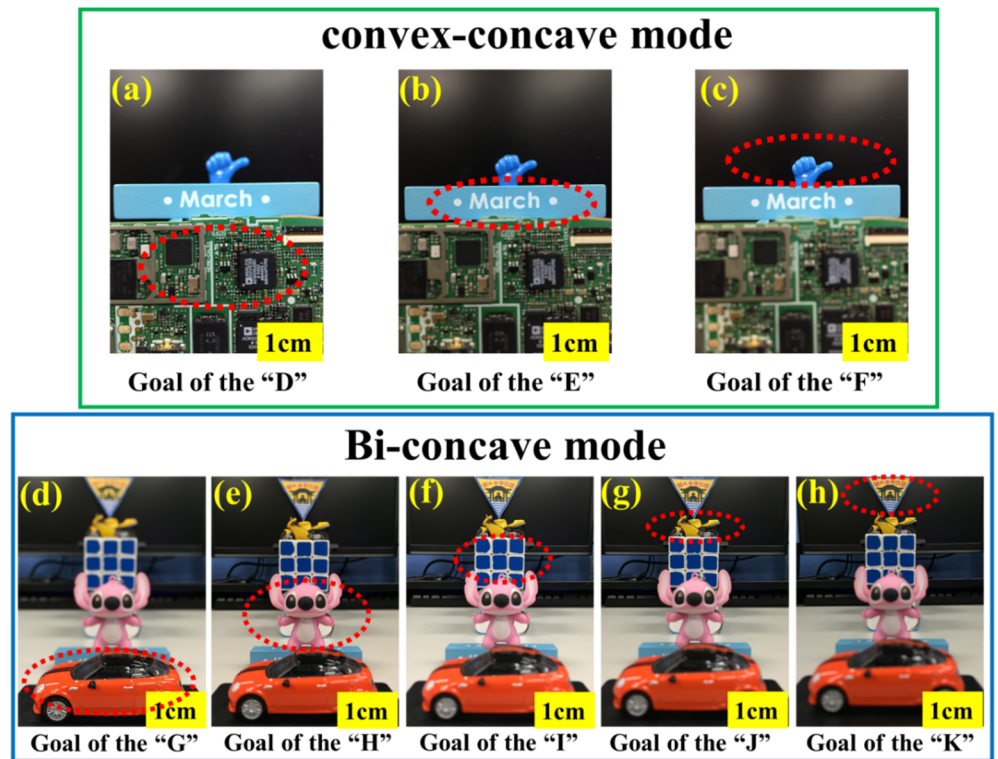 convex-concave mode
(a)
(b)
(c)
• March •
• March •
• March •
1cm
1cm
1cm
Goal of the “D”
Goal of the “E”
Goal of the “F”
Bi-concave mode
(d)
(e)
(f)
(g)
(h)
1cm
1cm
1cm
1cm
1cm
Goal of the “G”
Goal of the “H”
Goal of the “I”
Goal of the “J”
Goal of the “K”